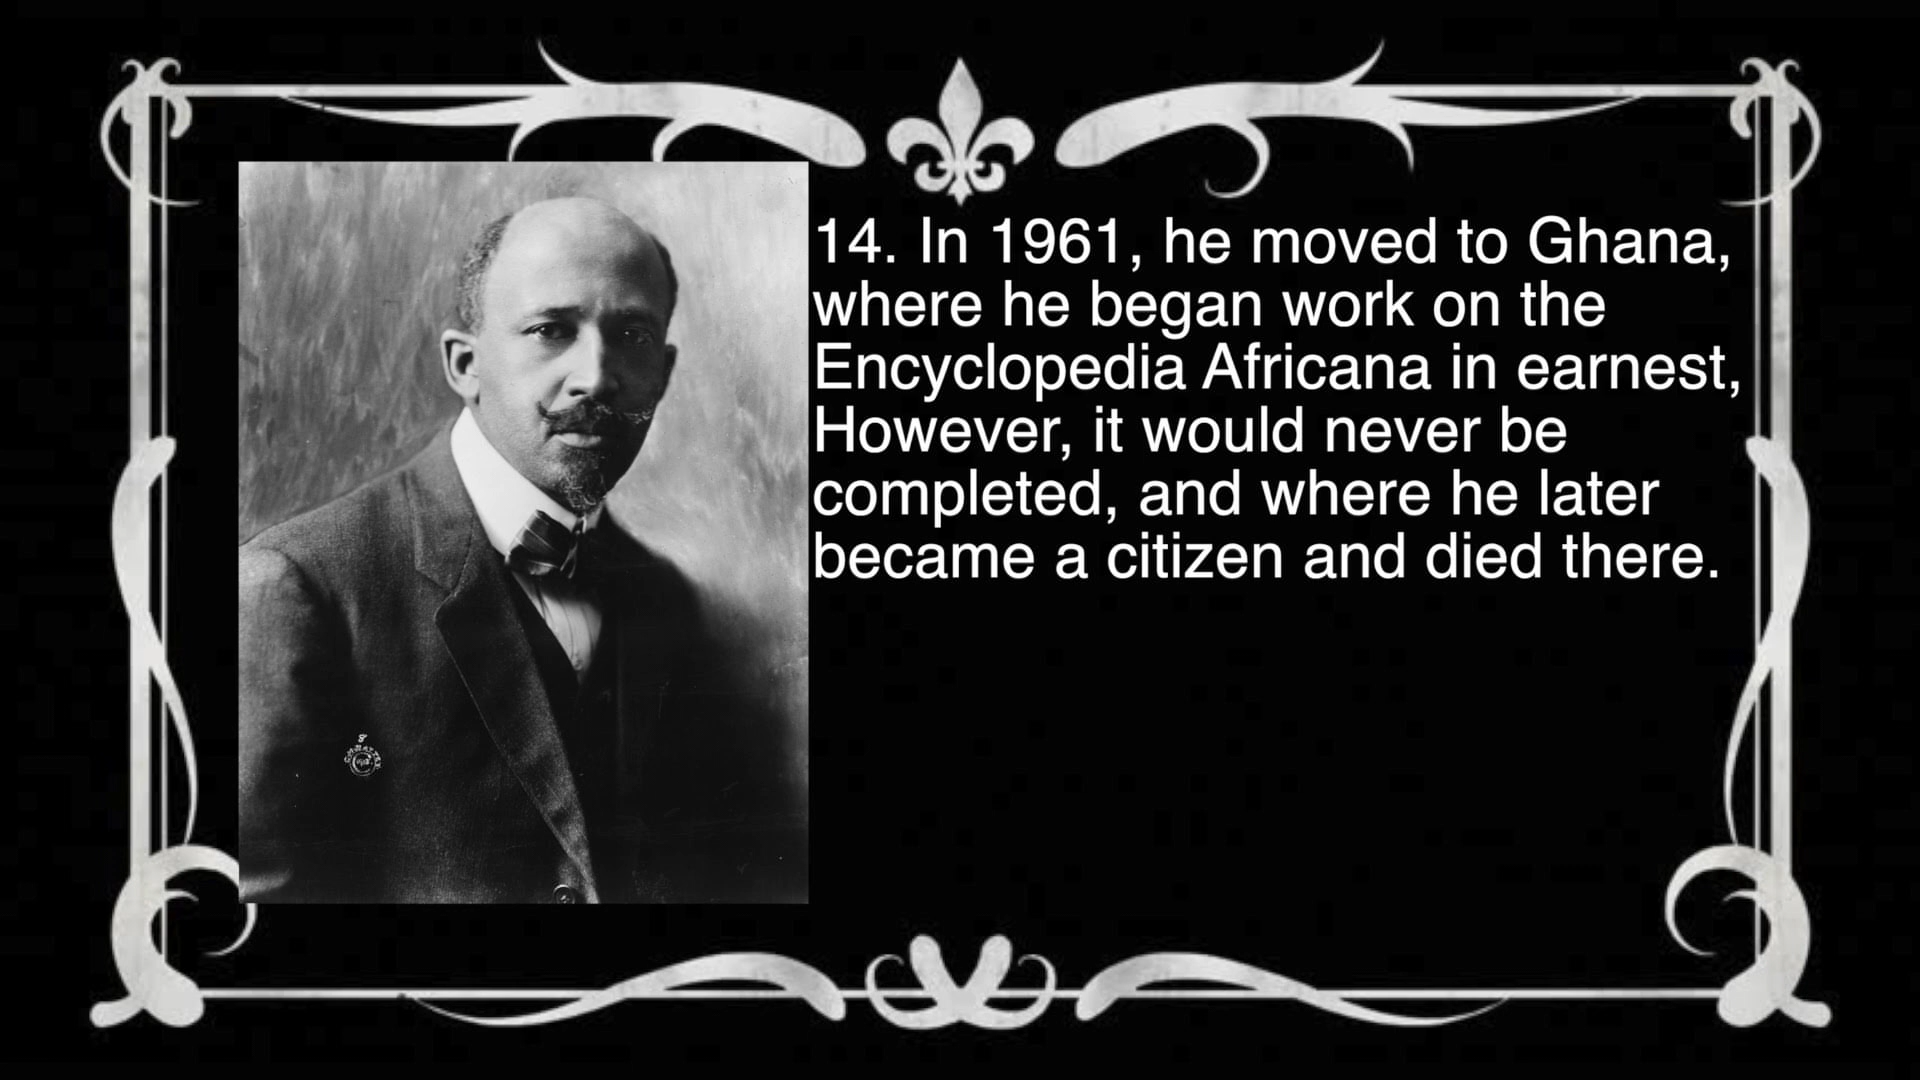 14. In 1961, he moved to Ghana,
where he began work on the
Encyclopedia Africana in earnest,
However, it would never be
completed, and where he later
became a citizen and died there.